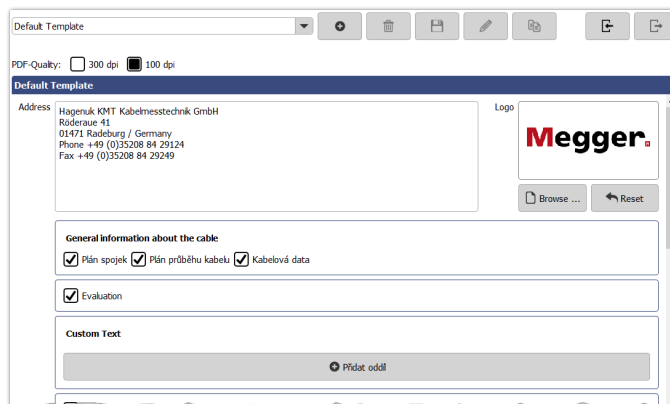 Default Template
PDF-Quality: 300 dpi 100 dpi
Default Template
Address
Hagenuk KMT Kabelmesstechnik GmbH
Röderaue 41
01471 Radeburg / Germany
Phone +49 (0)35208 84 29124
Fax +49 (0)35208 84 29249
Logo
Megger.
Browse ... Reset
General information about the cable
Plán spojek Plán průběhu kabelu Kabelová data
Evaluation
Custom Text
Přidat oddíl